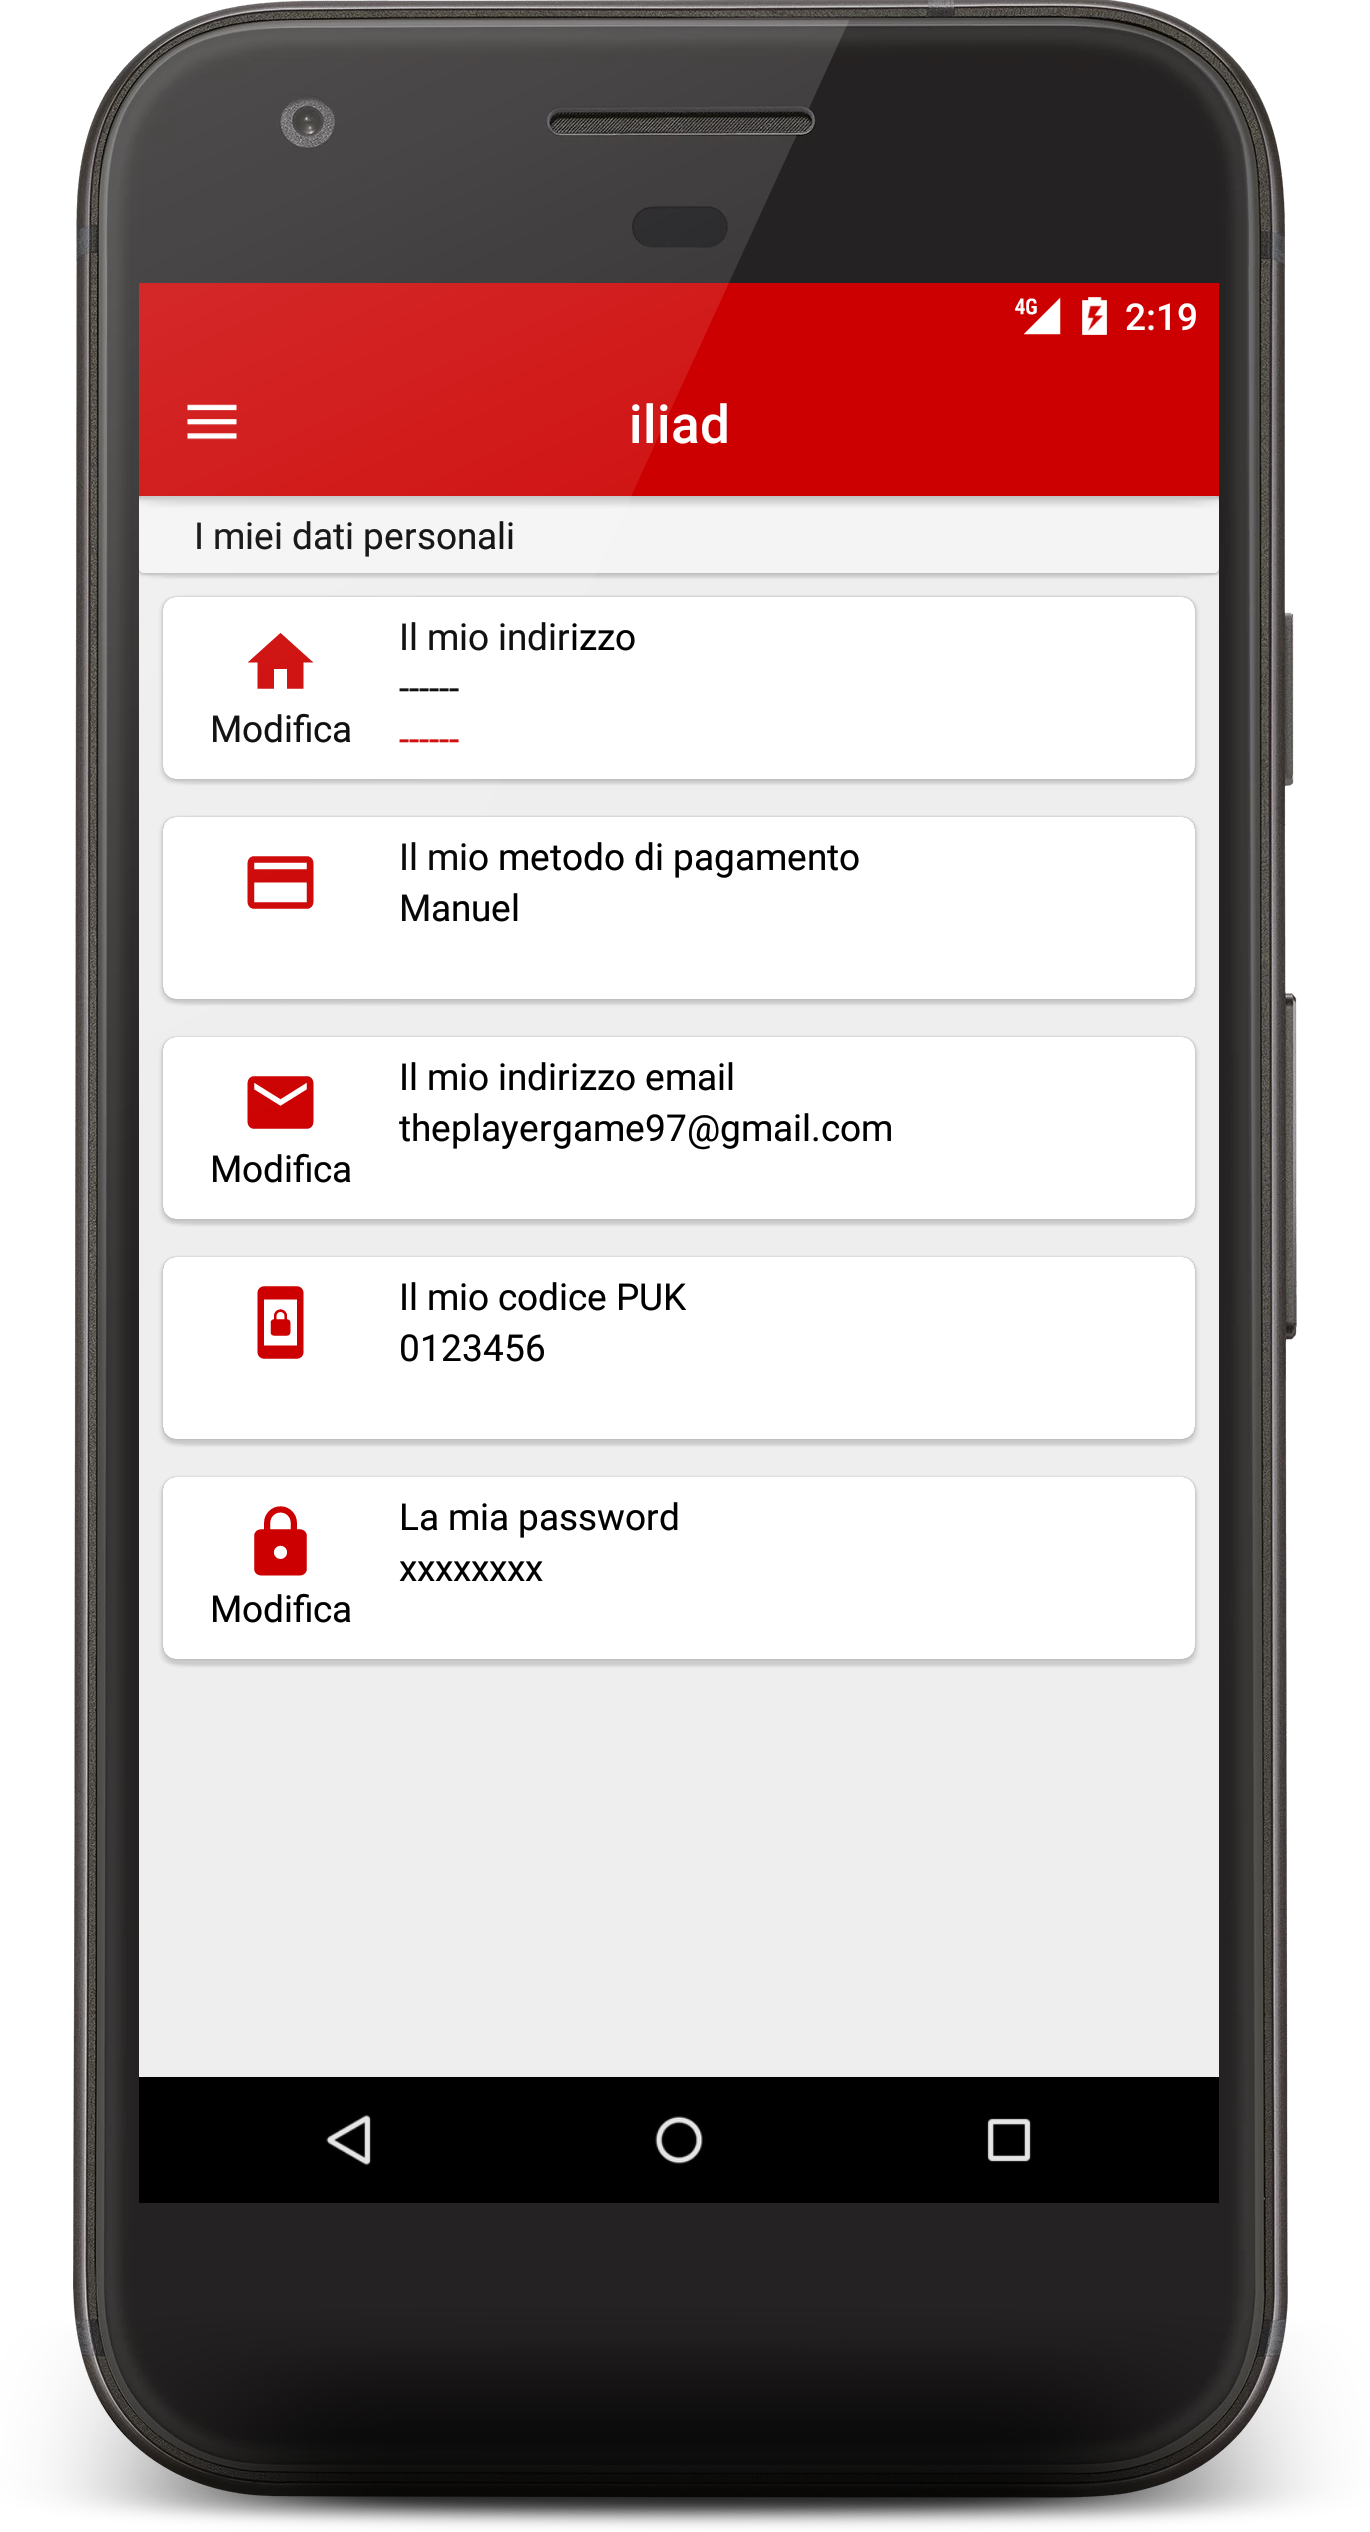 4G 2:19
iliad
I miei dati personali
Il mio indirizzo
------
Modifica
------
Il mio metodo di pagamento
Manuel
Il mio indirizzo email
theplayergame97@gmail.com
Modifica
Il mio codice PUK
0123456
La mia password
xxxxxxxx
Modifica